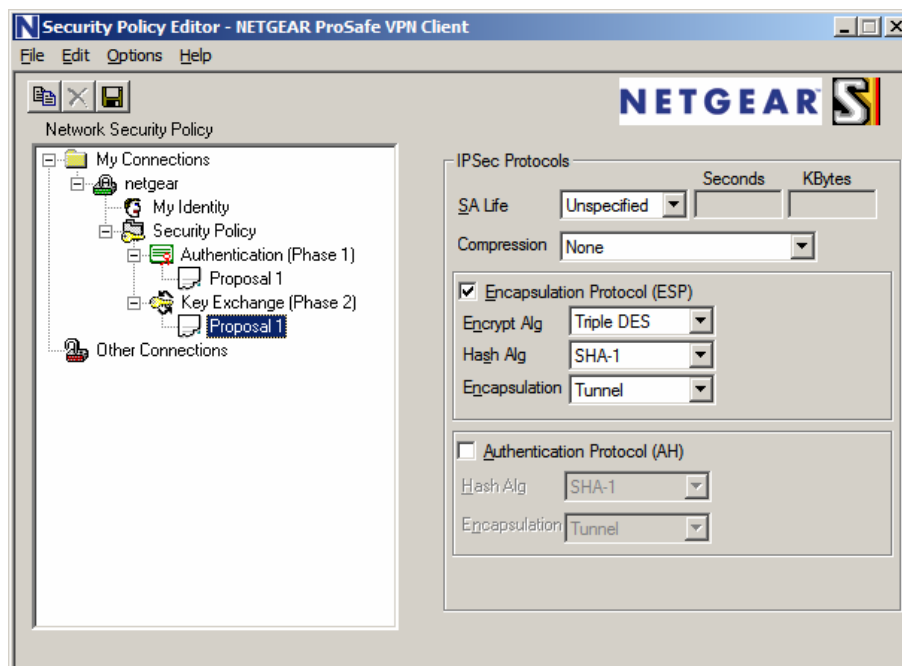 Security Policy Editor - NETGEAR ProSafe VPN Client
File Edit Options Help
NETGEAR
Network Security Policy
My Connections
netgear
My Identity
Security Policy
Authentication (Phase 1)
Proposal 1
Key Exchange (Phase 2)
Proposal 1
Other Connections
IPSec Protocols
Seconds KBytes
SA Life Unspecified
Compression None
Encapsulation Protocol (ESP)
Encrypt Alg Triple DES
Hash Alg SHA-1
Encapsulation Tunnel
Authentication Protocol (AH)
Hash Alg SHA-1
Encapsulation Tunnel